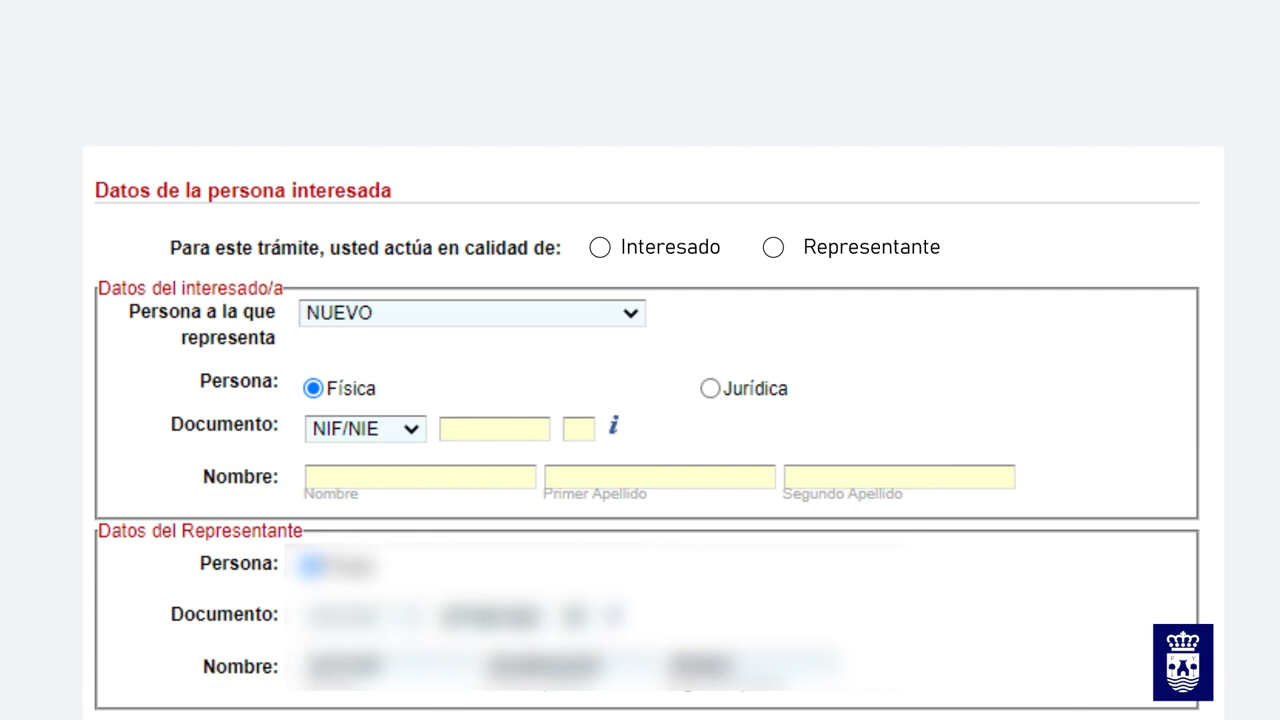 Datos de la persona interesada
Para este trámite, usted actúa en calidad de: Interesado Representante
Datos del interesado/a
Persona a la que representa NUEVO
Persona: Física Jurídica
Documento: NIF/NIE i
Nombre:
Nombre Primer Apellido Segundo Apellido
Datos del Representante
Persona:
Documento:
Nombre: